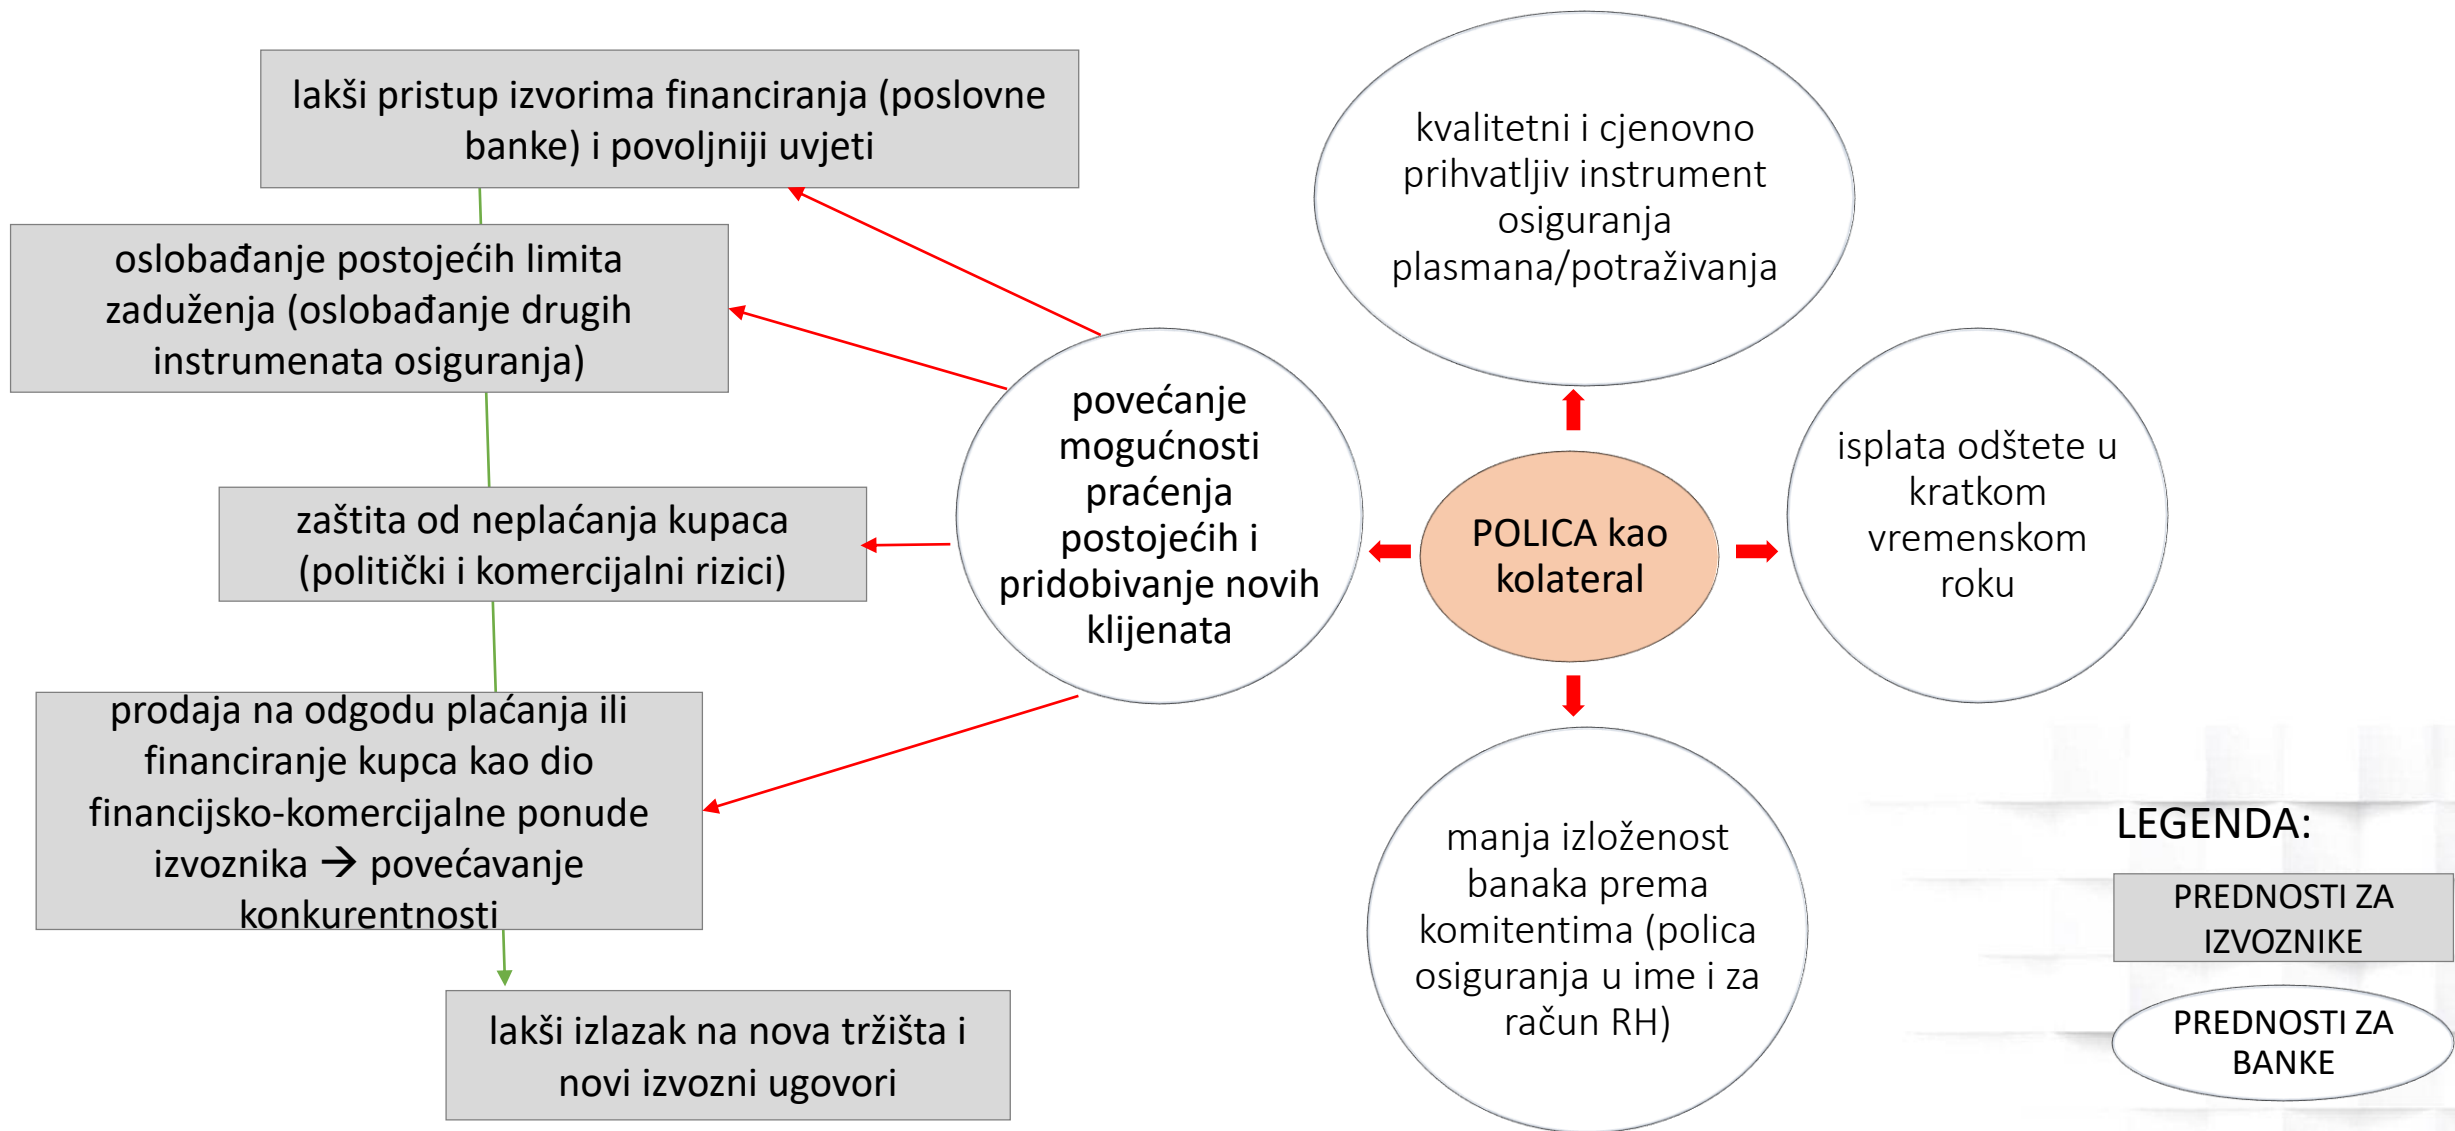 lakši pristup izvorima financiranja (poslovne
banke) i povoljniji uvjeti
oslobađanje postojećih limita
zaduženja (oslobađanje drugih
instrumenata osiguranja)
zaštita od neplaćanja kupaca
(politički i komercijalni rizici)
prodaja na odgodu plaćanja ili
financiranje kupca kao dio
financijsko-komercijalne ponude
izvoznika → povećavanje
konkurentnosti
lakši izlazak na nova tržišta i
novi izvozni ugovori
povećanje
mogućnosti
praćenja
postojećih i
pridobivanje novih
klijenata
kvalitetni i cjenovno
prihvatljiv instrument
osiguranja
plasmana/potraživanja
POLICA kao
kolateral
isplata odštete u
kratkom
vremenskom
roku
manja izloženost
banaka prema
komitentima (polica
osiguranja u ime i za
račun RH)
LEGENDA:
PREDNOSTI ZA
IZVOZNIKE
PREDNOSTI ZA
BANKE